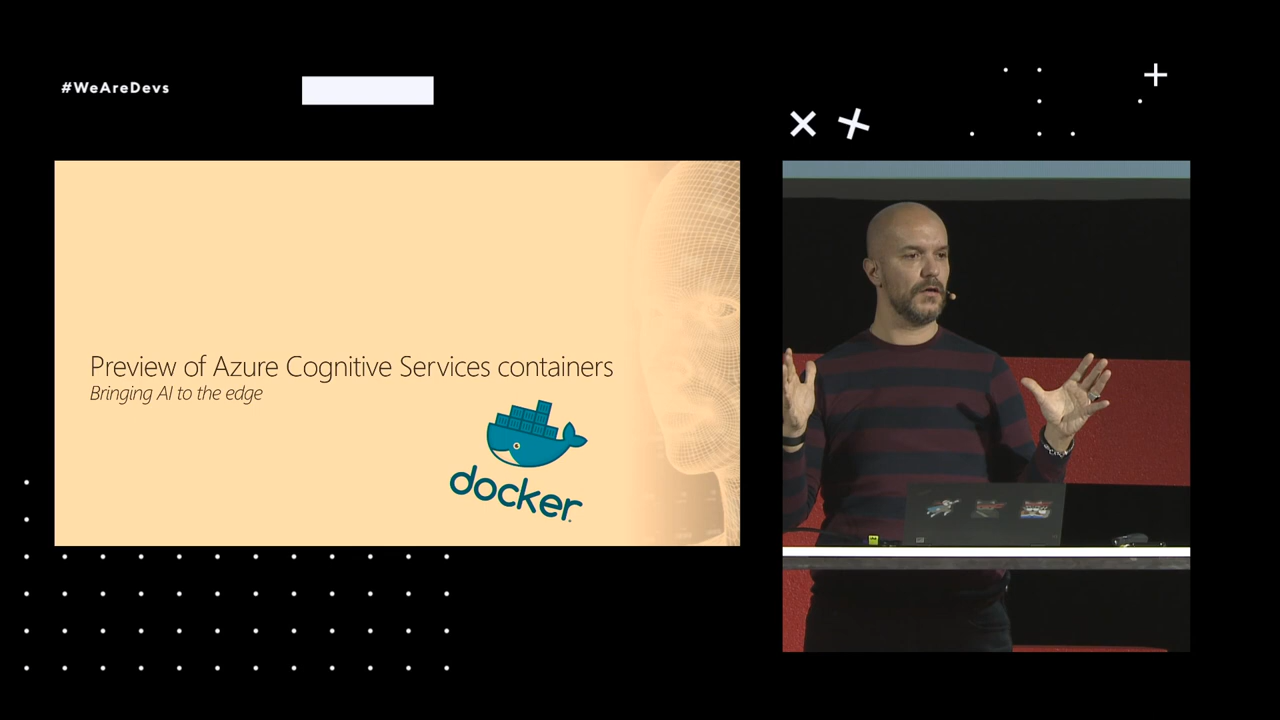 #WeAreDevs
Preview of Azure Cognitive Services containers
Bringing AI to the edge
docker